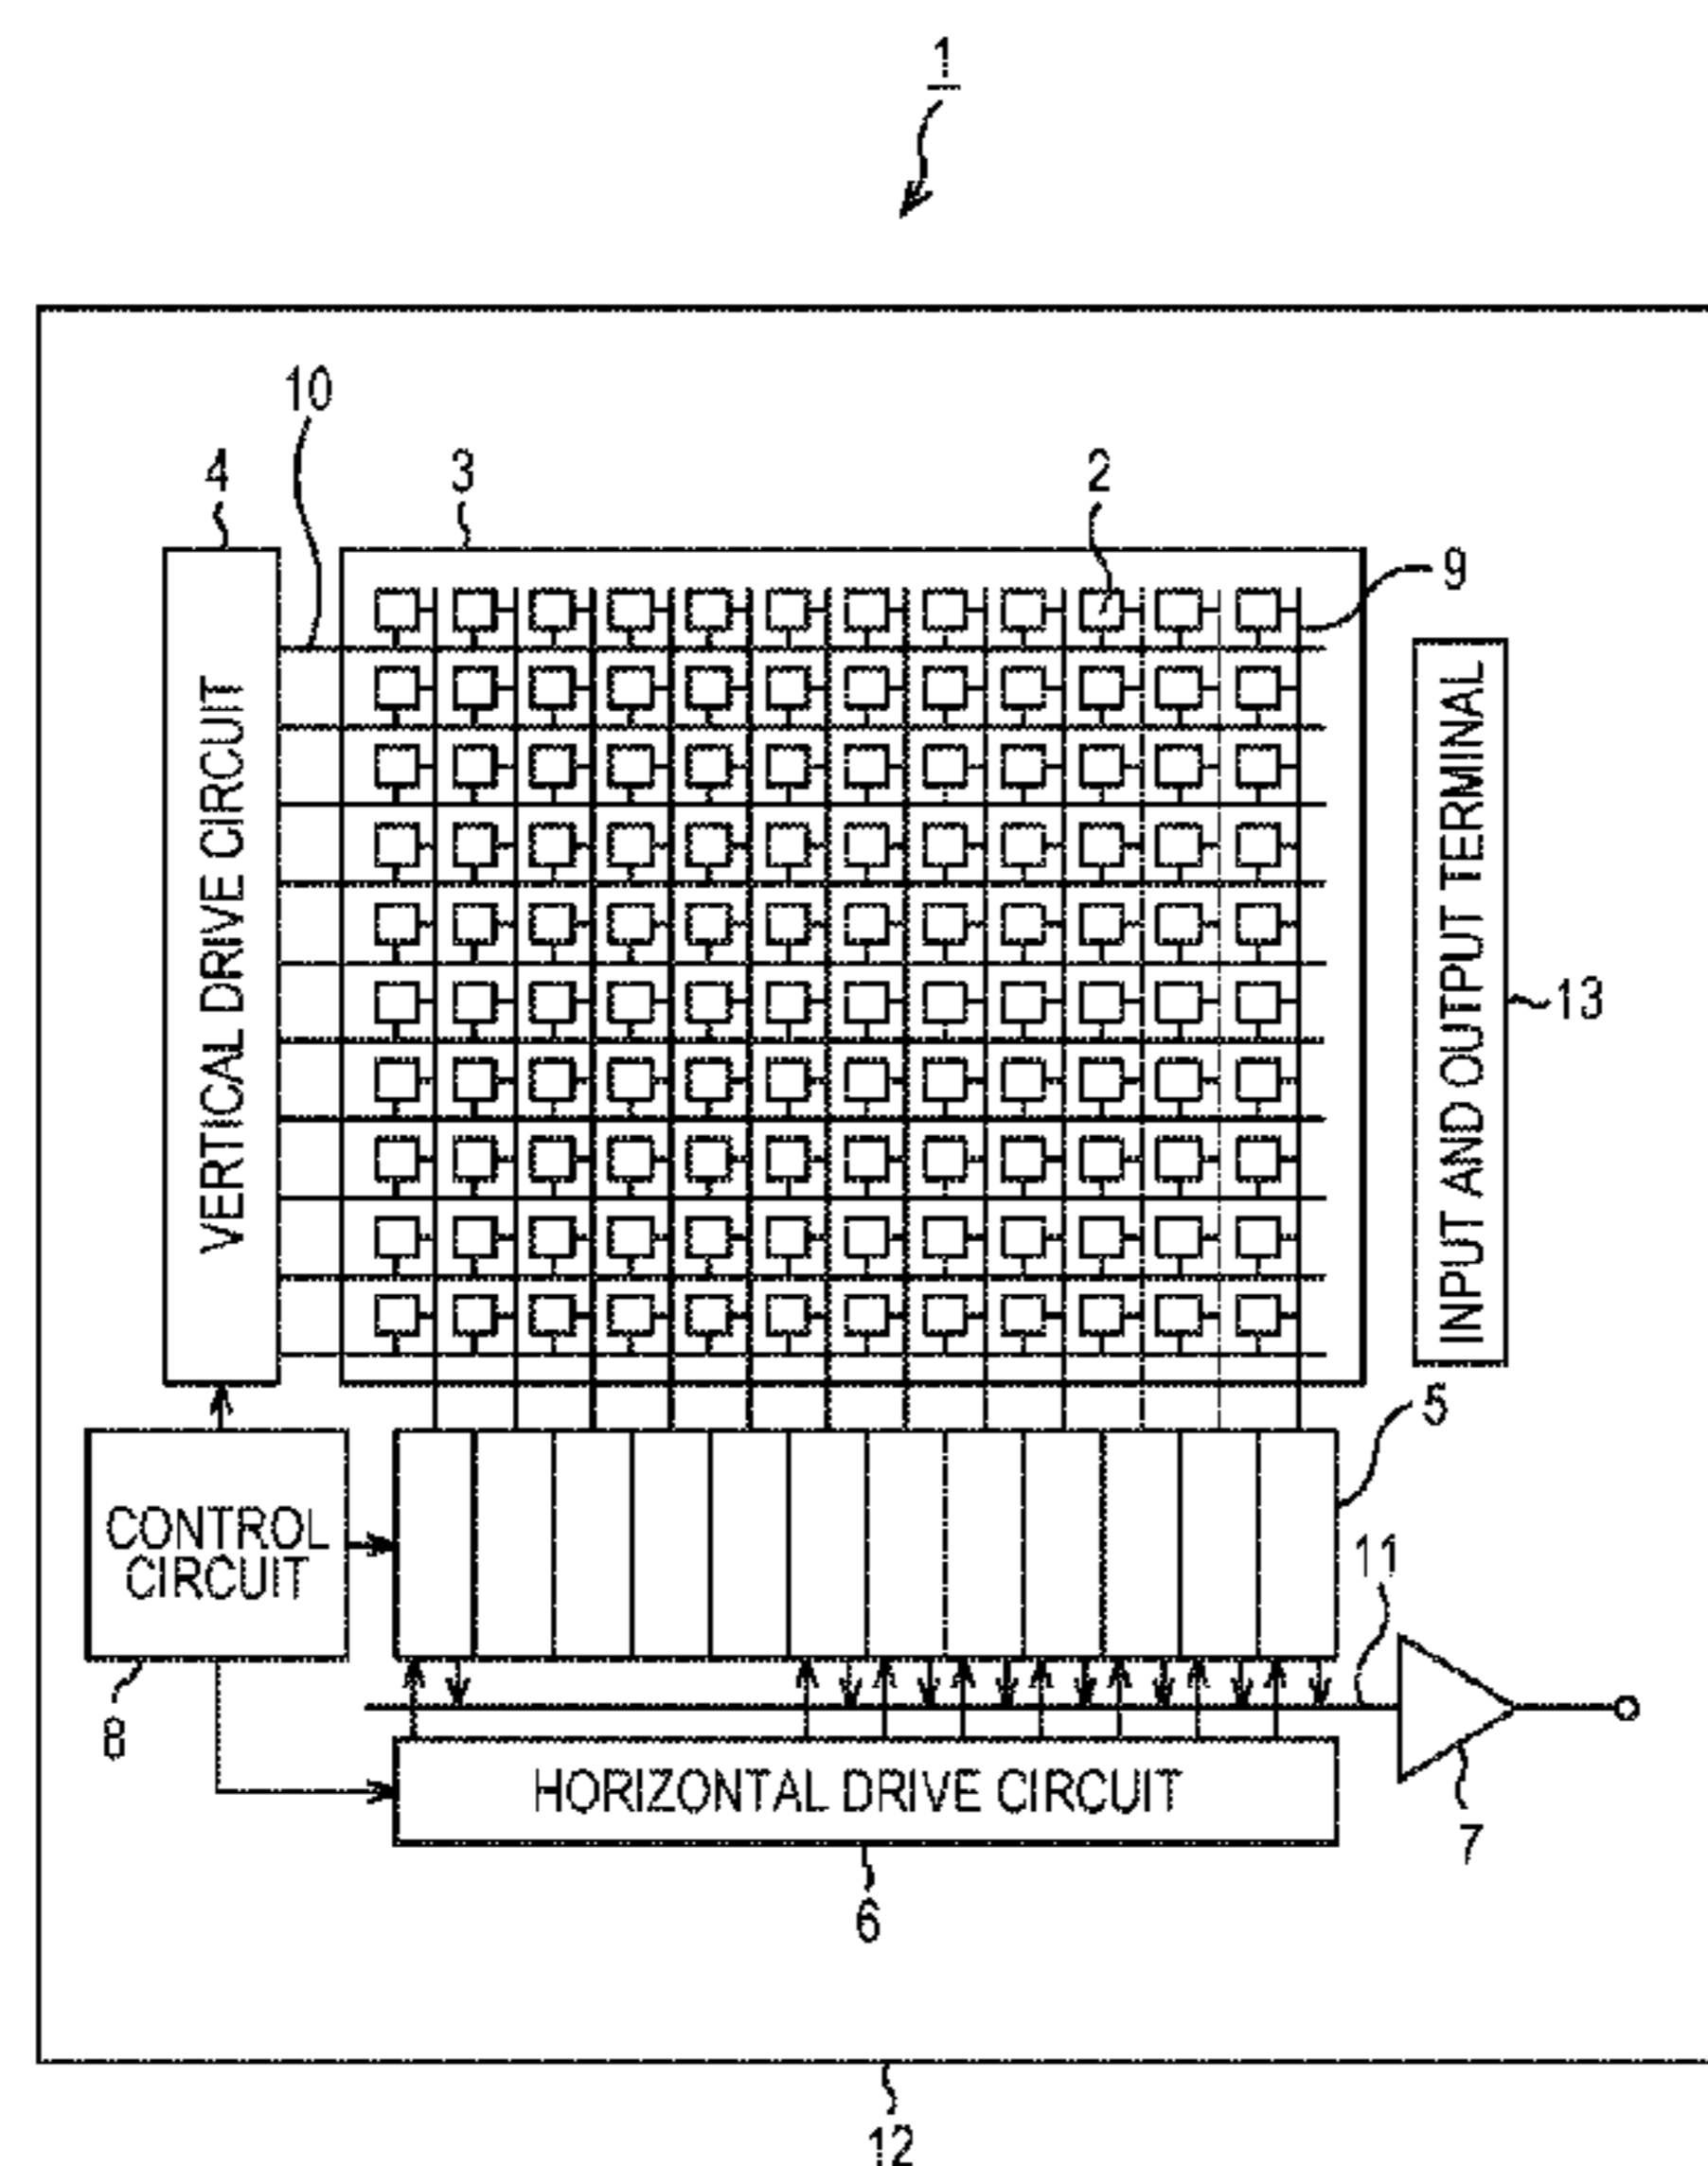 1
10
4
3
2
9
VERTICAL DRIVE CIRCUIT
INPUT AND OUTPUT TERMINAL
13
5
CONTROL
CIRCUIT
11
8
HORIZONTAL DRIVE CIRCUIT
7
6
12